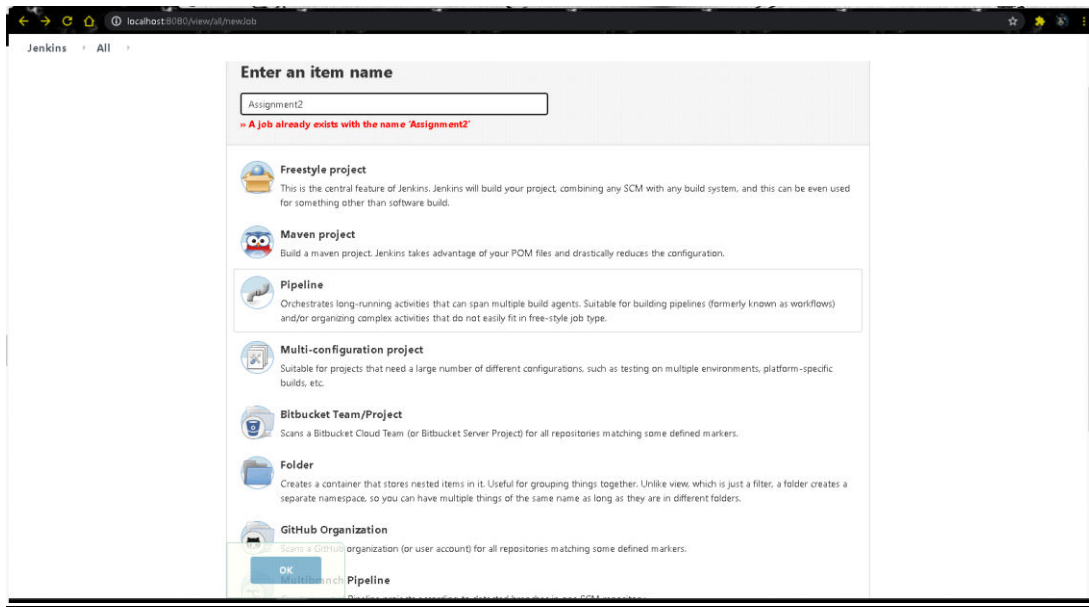 localhost:8080/view/all/newJob
Jenkins › All ›
Enter an item name
Assignment2
» A job already exists with the name 'Assignment2'
Freestyle project
This is the central feature of Jenkins. Jenkins will build your project, combining any SCM with any build system, and this can be even used
for something other than software build.
Maven project
Build a maven project. Jenkins takes advantage of your POM files and drastically reduces the configuration.
Pipeline
Orchestrates long-running activities that can span multiple build agents. Suitable for building pipelines (formerly known as workflows)
and/or organizing complex activities that do not easily fit in free-style job type.
Multi-configuration project
Suitable for projects that need a large number of different configurations, such as testing on multiple environments, platform-specific
builds, etc.
Bitbucket Team/Project
Scans a Bitbucket Cloud Team (or Bitbucket Server Project) for all repositories matching some defined markers.
Folder
Creates a container that stores nested items in it. Useful for grouping things together. Unlike view, which is just a filter, a folder creates a
separate namespace, so you can have multiple things of the same name as long as they are in different folders.
GitHub Organization
Scans a GitHub organization (or user account) for all repositories matching some defined markers.
OK
Multibranch Pipeline